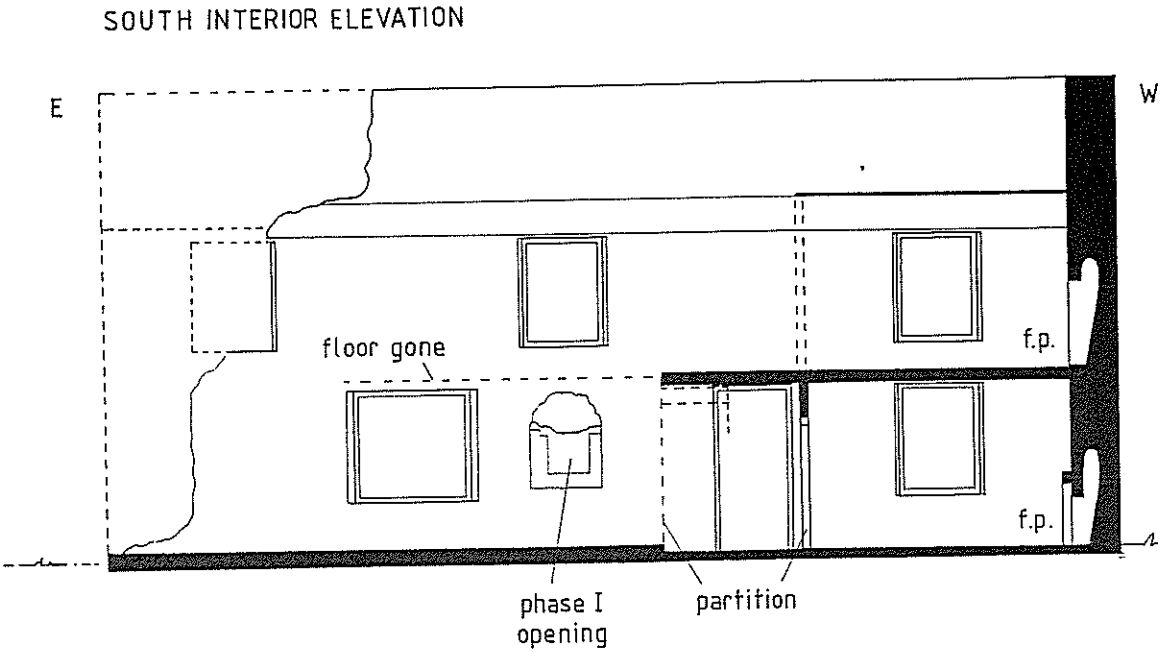 SOUTH INTERIOR ELEVATION
E
W
floor gone
f.p.
f.p.
phase I
opening
partition